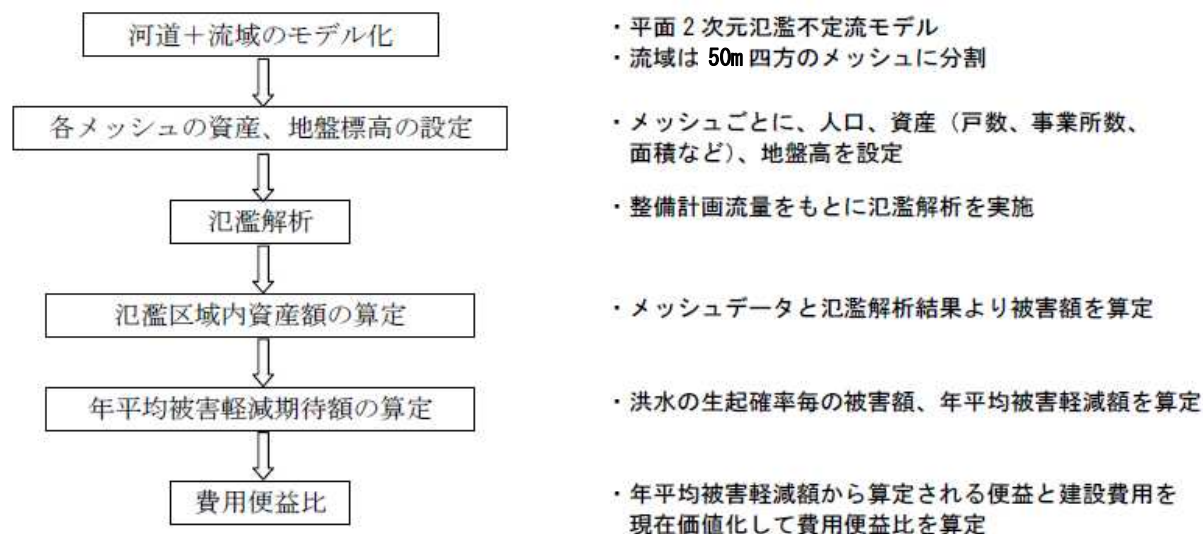 河道＋流域のモデル化
・平面２次元氾濫不定流モデル
・流域は 50m 四方のメッシュに分割
各メッシュの資産、地盤標高の設定
・メッシュごとに、人口、資産（戸数、事業所数、
面積など）、地盤高を設定
氾濫解析
・整備計画流量をもとに氾濫解析を実施
氾濫区域内資産額の算定
・メッシュデータと氾濫解析結果より被害額を算定
年平均被害軽減期待額の算定
・洪水の生起確率毎の被害額、年平均被害軽減額を算定
費用便益比
・年平均被害軽減額から算定される便益と建設費用を
現在価値化して費用便益比を算定